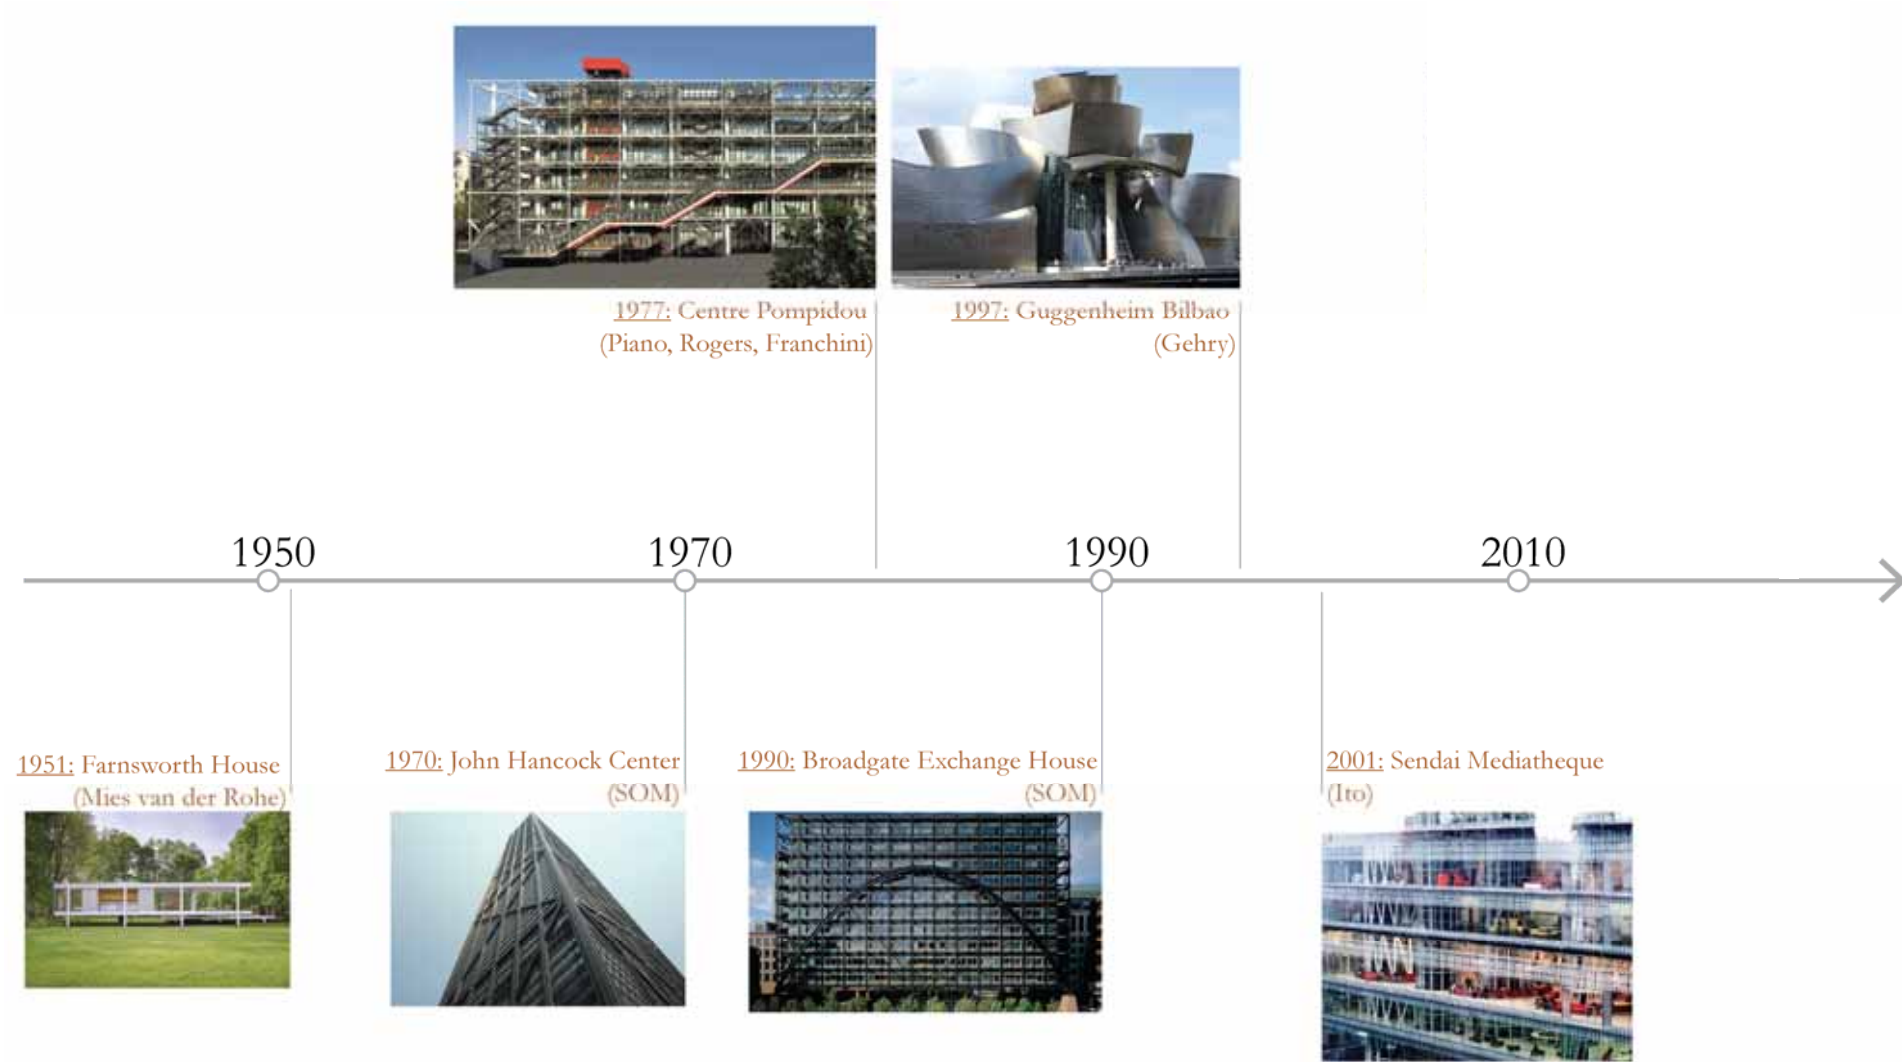 1977: Centre Pompidou
(Piano, Rogers, Franchini)
1997: Guggenheim Bilbao
(Gehry)
1950
1970
1990
2010
1951: Farnsworth House
(Mies van der Rohe)
1970: John Hancock Center
(SOM)
1990: Broadgate Exchange House
(SOM)
2001: Sendai Mediatheque
(Ito)